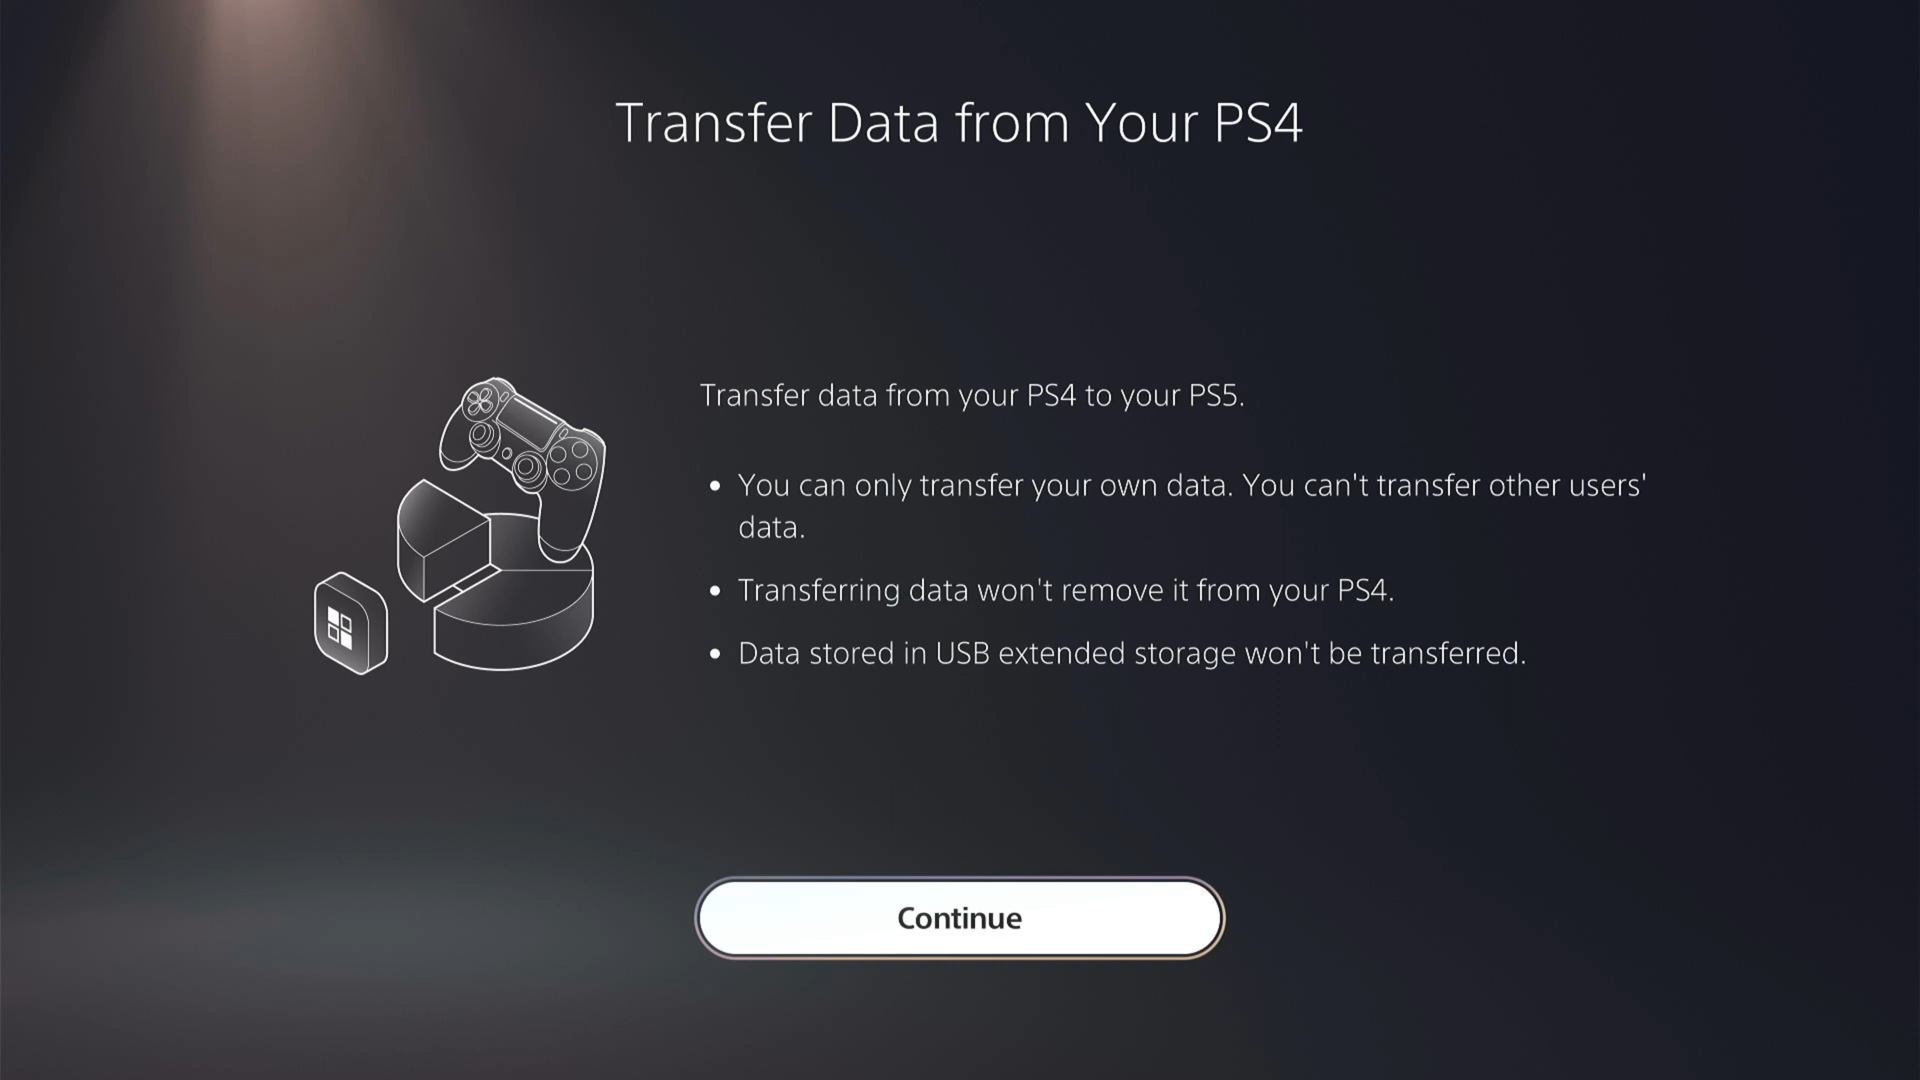 Transfer Data from Your PS4
Transfer data from your PS4 to your PS5.
• You can only transfer your own data. You can't transfer other users'
data.
• Transferring data won't remove it from your PS4.
• Data stored in USB extended storage won't be transferred.
Continue